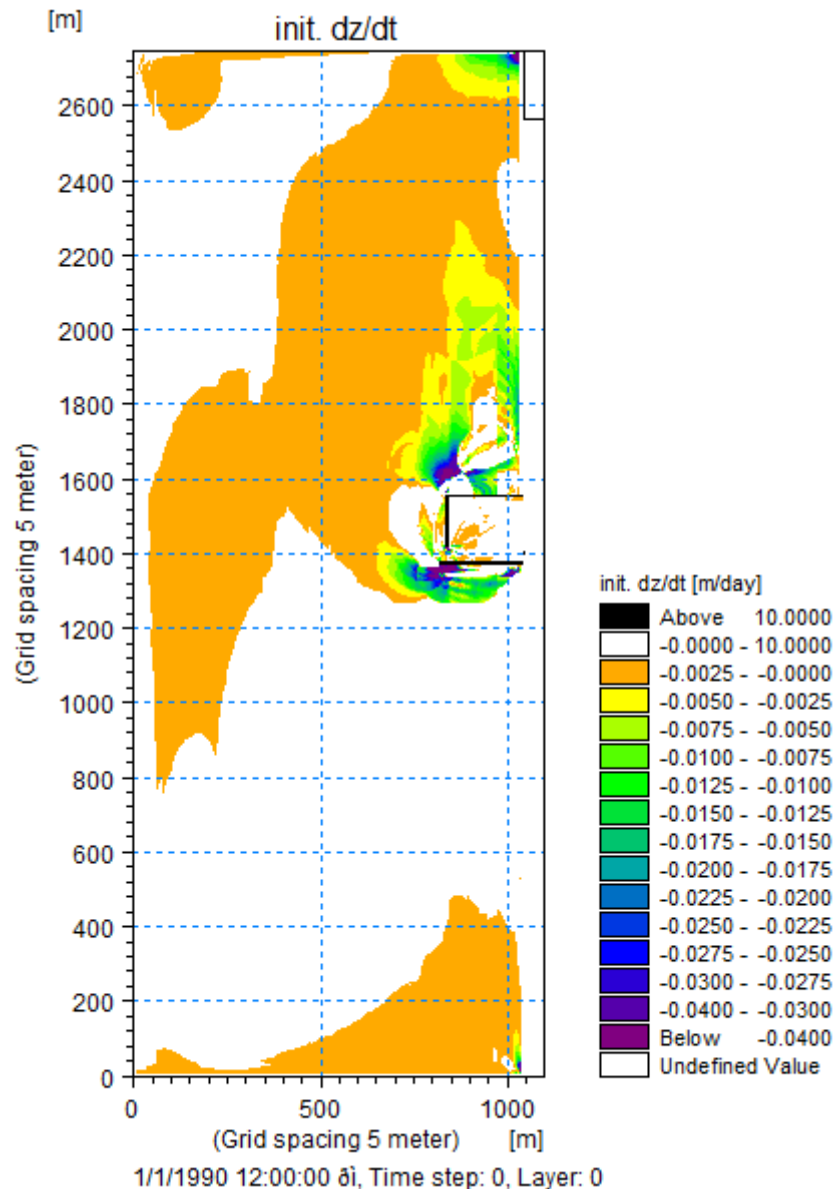 [m]
init. dz/dt
2600
2400
2200
2000
1800
1600
1400
1200
1000
800
600
400
200
0
(Grid spacing 5 meter)
0 500 1000
(Grid spacing 5 meter) [m]
1/1/1990 12:00:00 δì, Time step: 0, Layer: 0
init. dz/dt [m/day]
Above 10.0000
-0.0000 - 10.0000
-0.0025 - -0.0000
-0.0050 - -0.0025
-0.0075 - -0.0050
-0.0100 - -0.0075
-0.0125 - -0.0100
-0.0150 - -0.0125
-0.0175 - -0.0150
-0.0200 - -0.0175
-0.0225 - -0.0200
-0.0250 - -0.0225
-0.0275 - -0.0250
-0.0300 - -0.0275
-0.0400 - -0.0300
Below -0.0400
Undefined Value